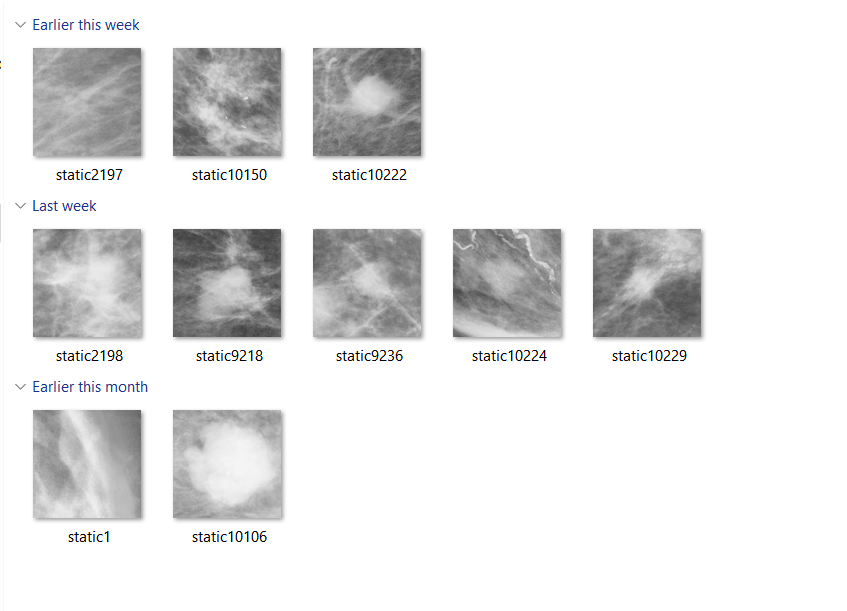 Earlier this week
static2197 static10150 static10222
Last week
static2198 static9218 static9236 static10224 static10229
Earlier this month
static1 static10106